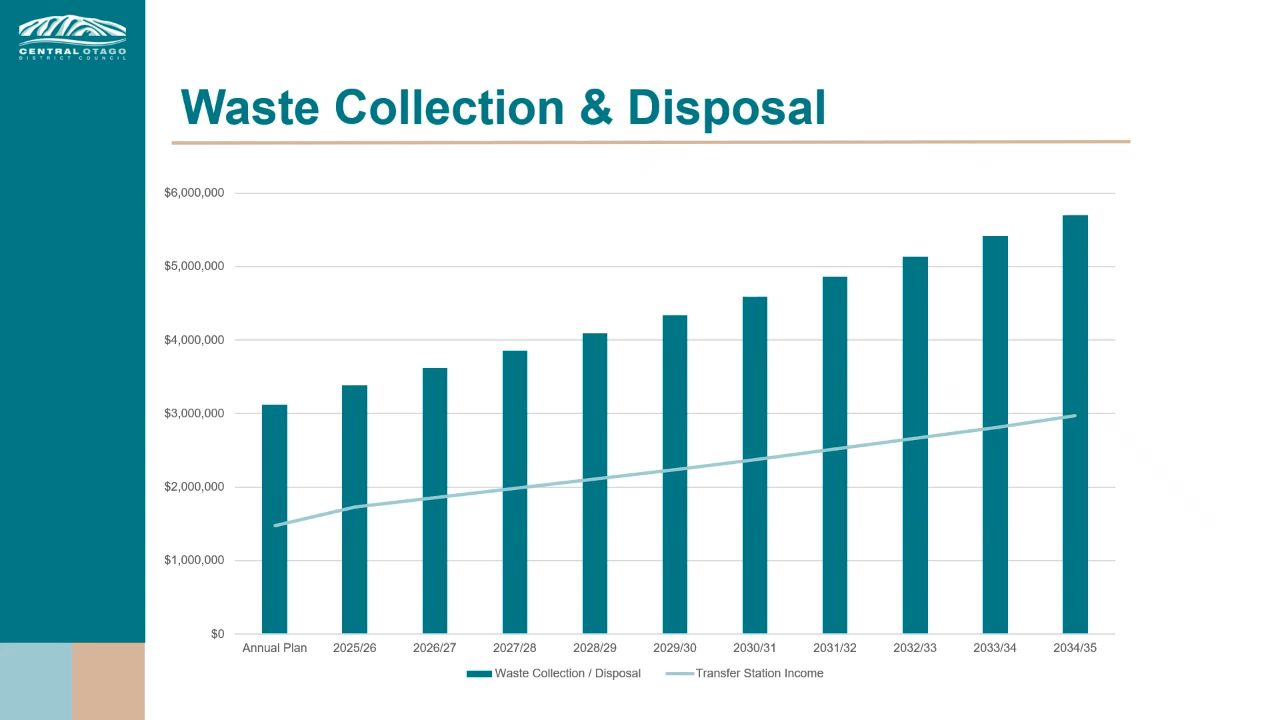 CENTRAL OTAGO
DISTRICT COUNCIL
Waste Collection & Disposal
$6,000,000
$5,000,000
$4,000,000
$3,000,000
$2,000,000
$1,000,000
$0
Annual Plan 2025/26 2026/27 2027/28 2028/29 2029/30 2030/31 2031/32 2032/33 2033/34 2034/35
Waste Collection / Disposal Transfer Station Income